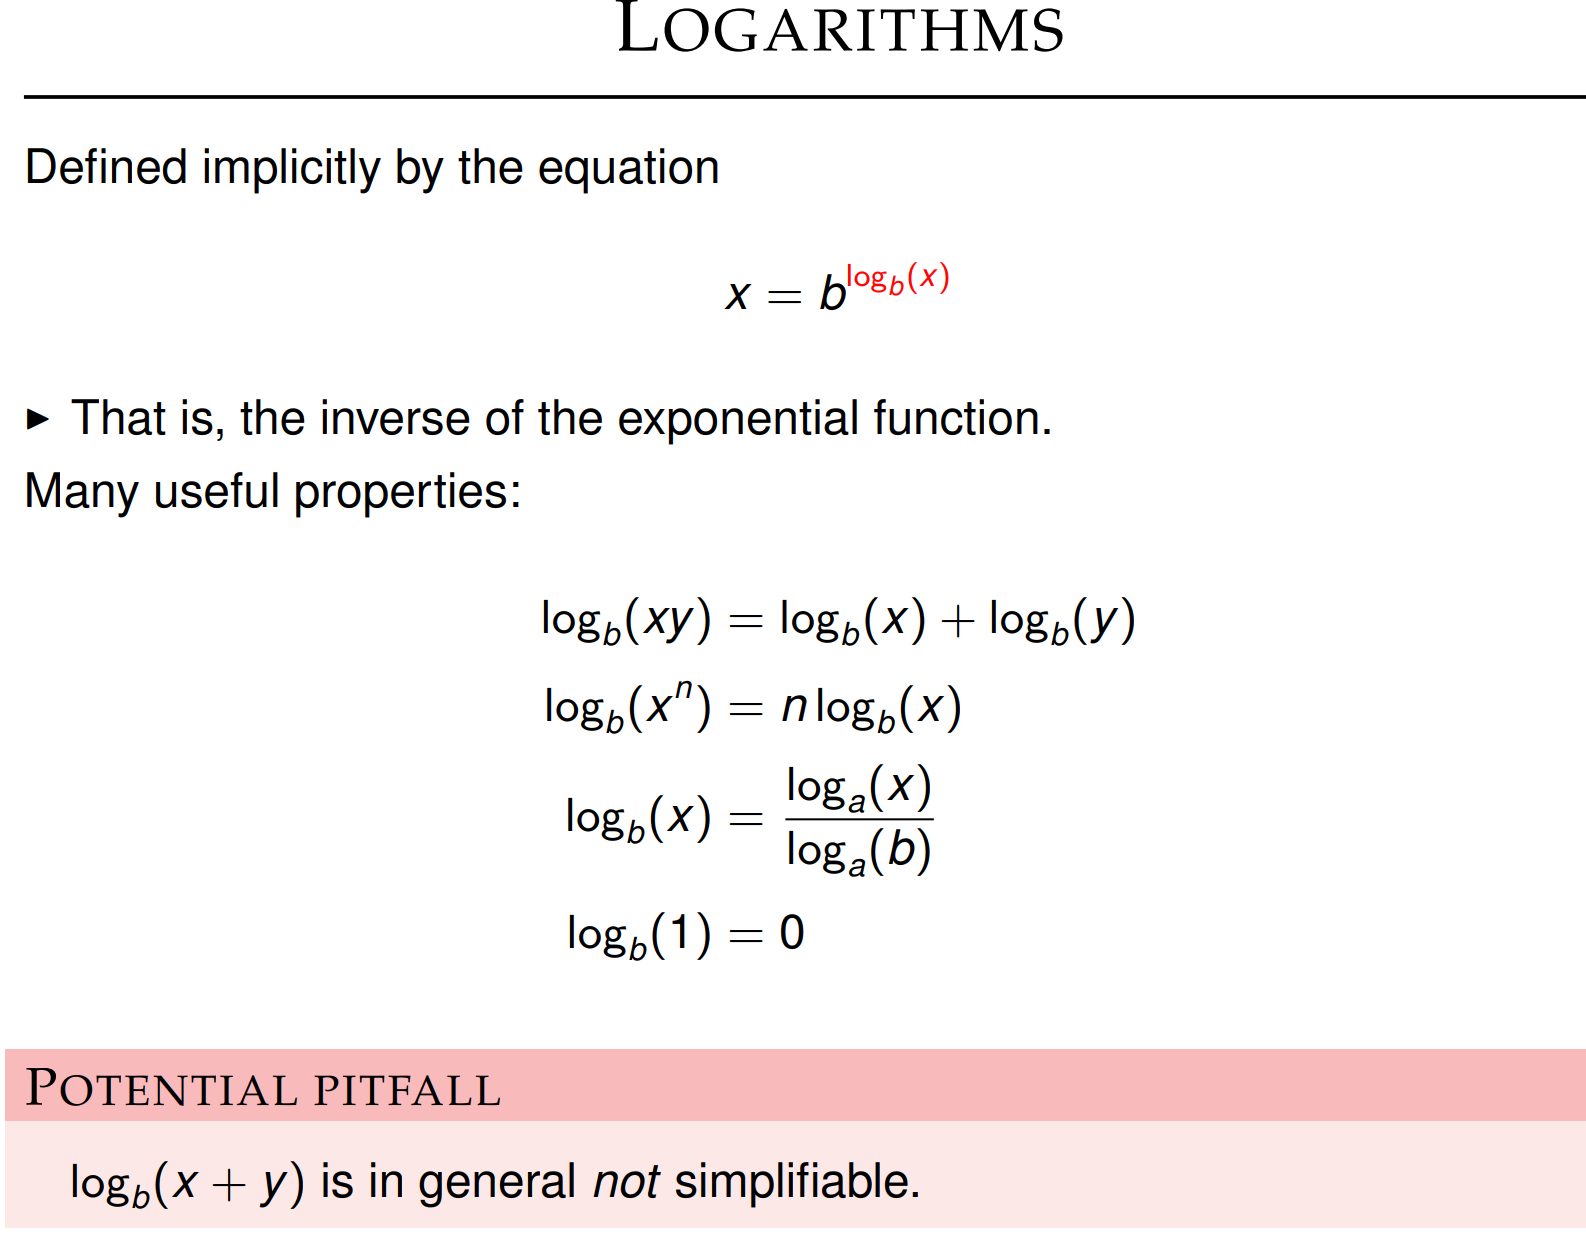 LOGARITHMS
Defined implicitly by the equation
x = b^{log_b(x)}
▶ That is, the inverse of the exponential function.
Many useful properties:
log_b(xy) = log_b(x) + log_b(y)
log_b(x^n) = n log_b(x)
log_b(x) = \frac{log_a(x)}{log_a(b)}
log_b(1) = 0
POTENTIAL PITFALL
log_b(x + y) is in general not simplifiable.